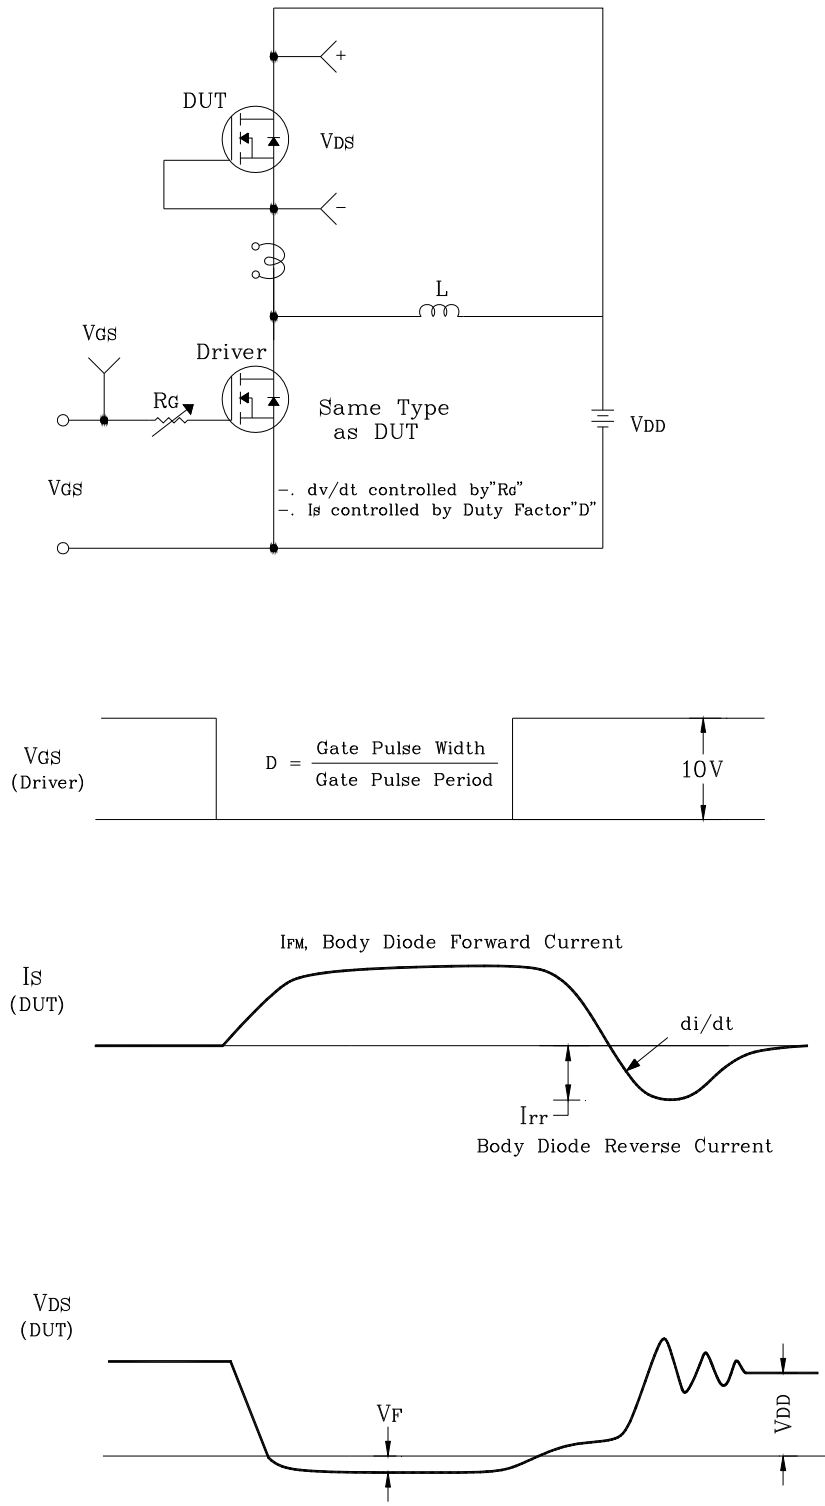 +
DUT
VDS
−
L
VGS
Driver
RG
Same Type
as DUT
VDD
VGS
−. dv/dt controlled by"RG"
−. Is controlled by Duty Factor"D"
VGS
(Driver)
D = Gate Pulse Width
Gate Pulse Period
10V
IFM, Body Diode Forward Current
IS
(DUT)
di/dt
Irr
Body Diode Reverse Current
VDS
(DUT)
VF
VDD